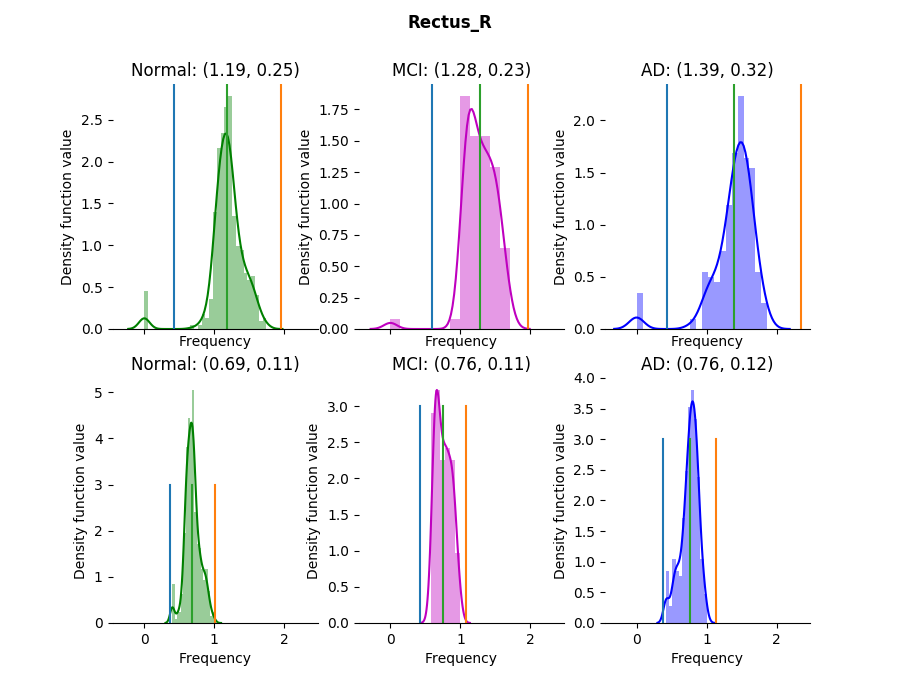 Rectus_R
Normal: (1.19, 0.25)
MCI: (1.28, 0.23)
AD: (1.39, 0.32)
Density function value
2.5
2.0
1.5
1.0
0.5
0.0
Frequency
Density function value
1.75
1.50
1.25
1.00
0.75
0.50
0.25
0.00
Frequency
Density function value
2.0
1.5
1.0
0.5
0.0
Frequency
Normal: (0.69, 0.11)
MCI: (0.76, 0.11)
AD: (0.76, 0.12)
Density function value
5
4
3
2
1
0
0 1 2
Frequency
Density function value
3.0
2.5
2.0
1.5
1.0
0.5
0.0
0 1 2
Frequency
Density function value
4.0
3.5
3.0
2.5
2.0
1.5
1.0
0.5
0.0
0 1 2
Frequency